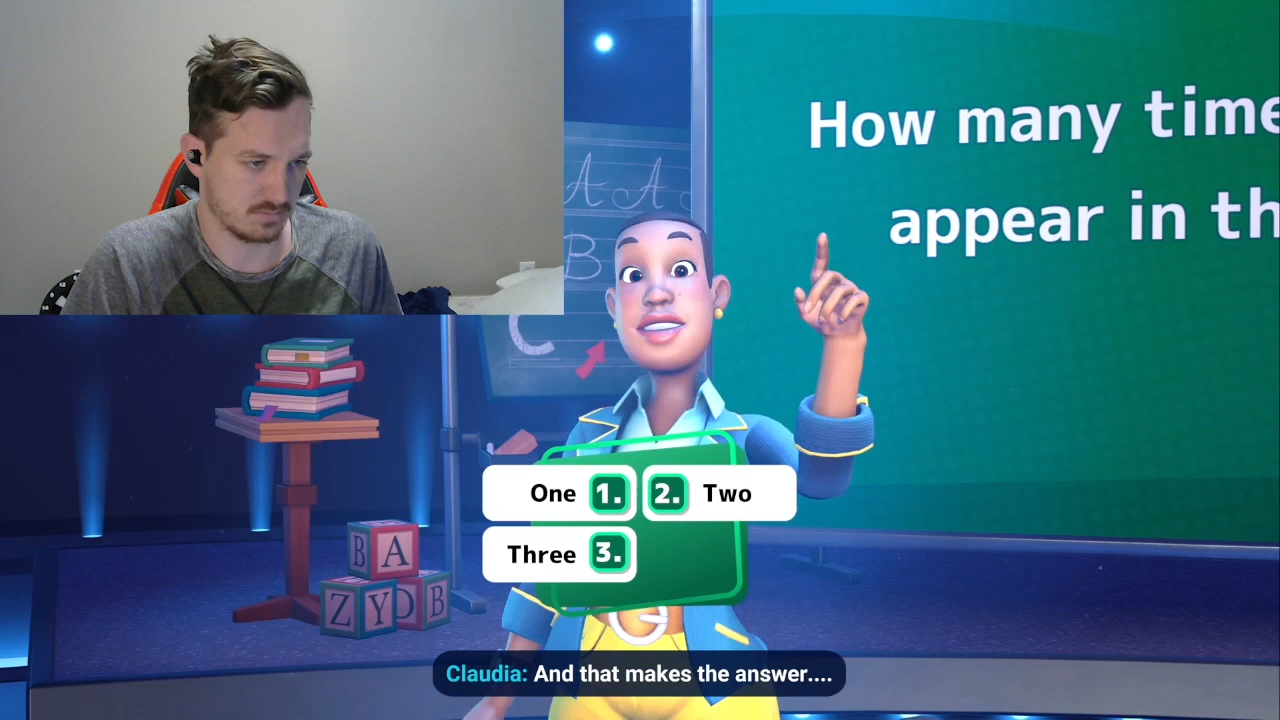 How many time
appear in th
A A
B
C
One 1. 2. Two
Three 3.
B A
Z Y D B
Claudia: And that makes the answer....